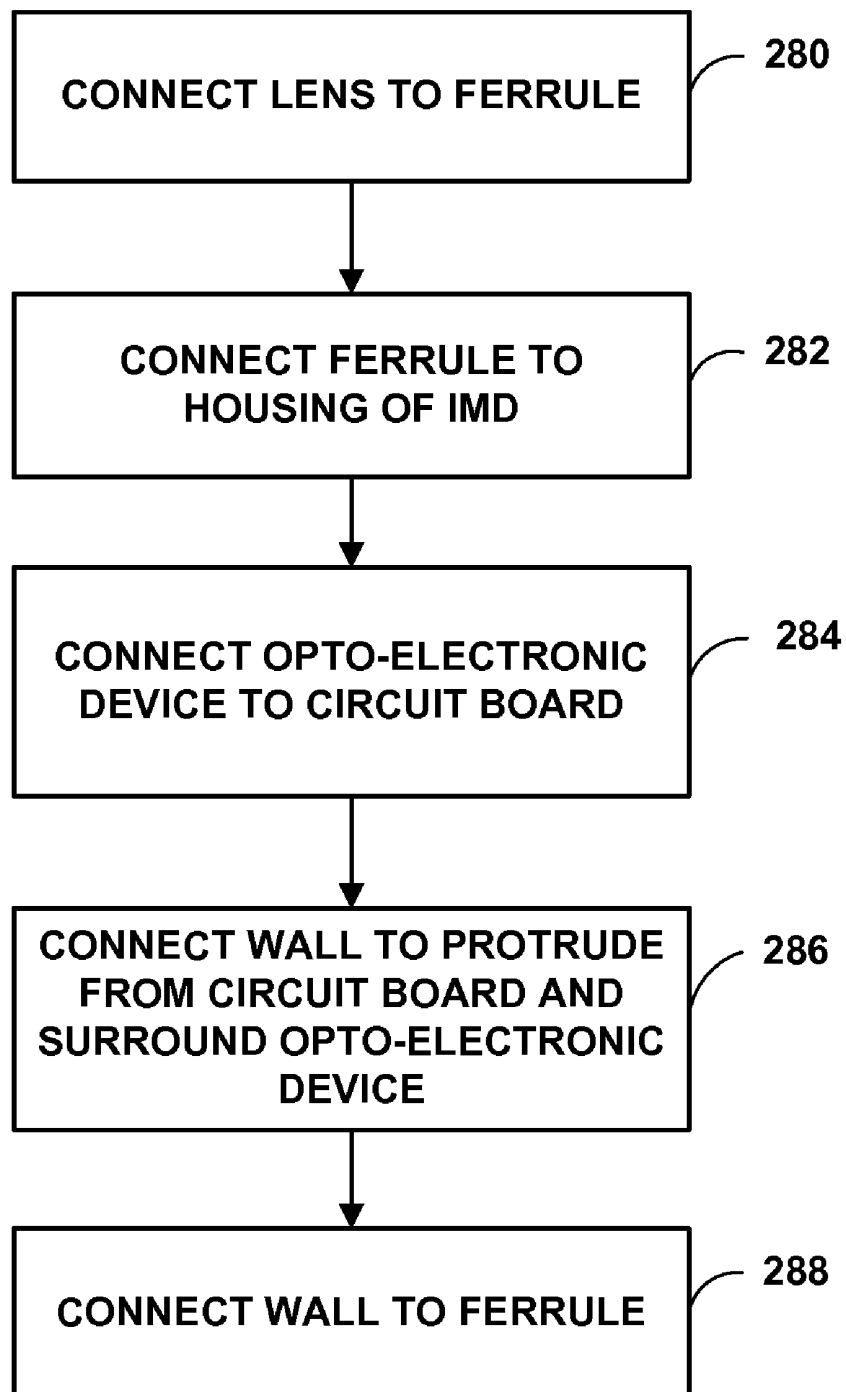 CONNECT LENS TO FERRULE
280
CONNECT FERRULE TO
HOUSING OF IMD
282
CONNECT OPTO-ELECTRONIC
DEVICE TO CIRCUIT BOARD
284
CONNECT WALL TO PROTRUDE
FROM CIRCUIT BOARD AND
SURROUND OPTO-ELECTRONIC
DEVICE
286
CONNECT WALL TO FERRULE
288